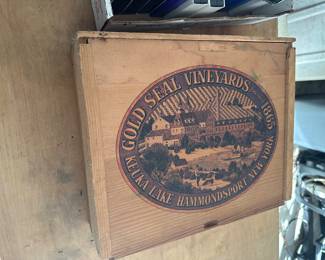 GOLD SEAL VINEYARDS
1865
KEUKA LAKE HAMMONDSPORT NEW YORK